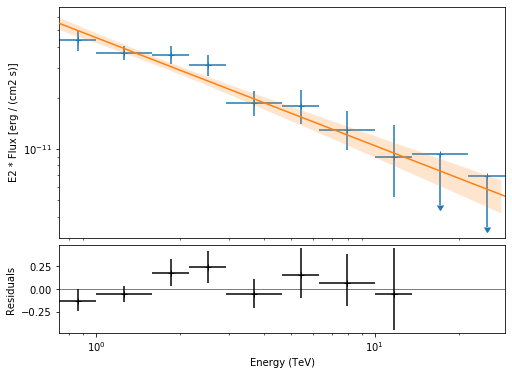 E2 * Flux [erg / (cm2 s)]
10⁻¹¹
Residuals
0.25
0.00
−0.25
10⁰
10¹
Energy (TeV)